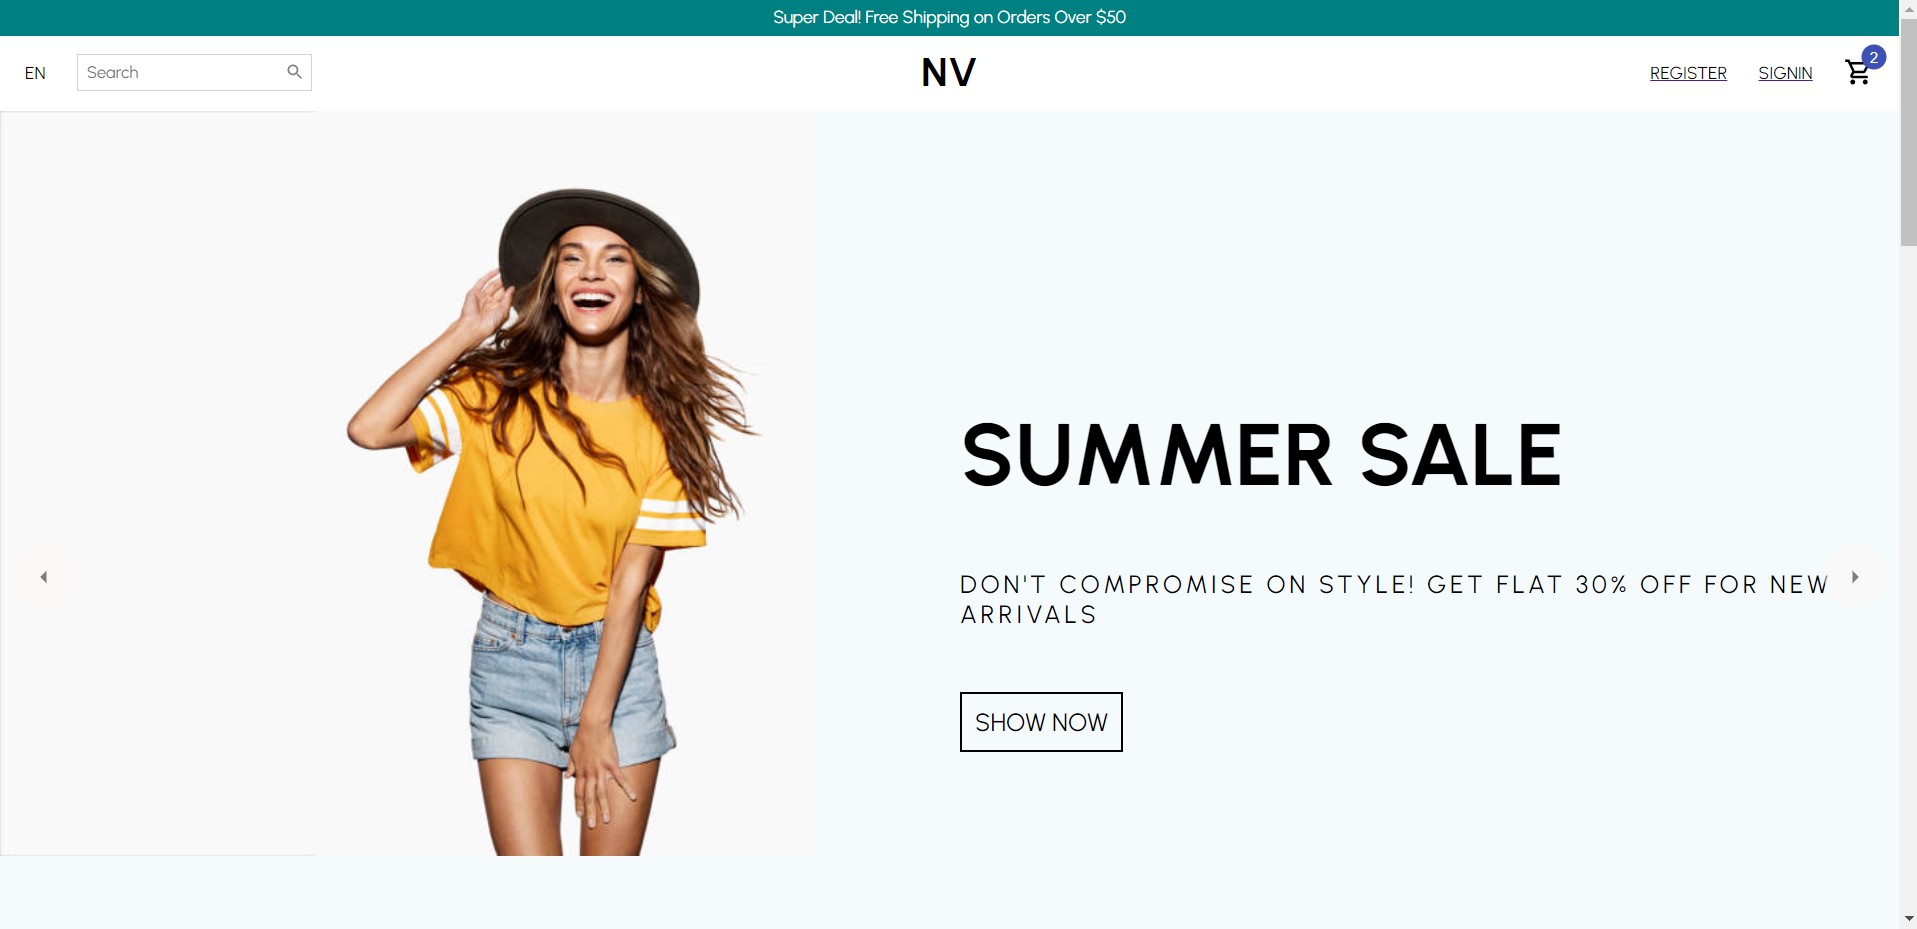 Super Deal! Free Shipping on Orders Over $50
EN
Search
NV
REGISTER
SIGNIN
2
SUMMER SALE
DON'T COMPROMISE ON STYLE! GET FLAT 30% OFF FOR NEW
ARRIVALS
SHOW NOW